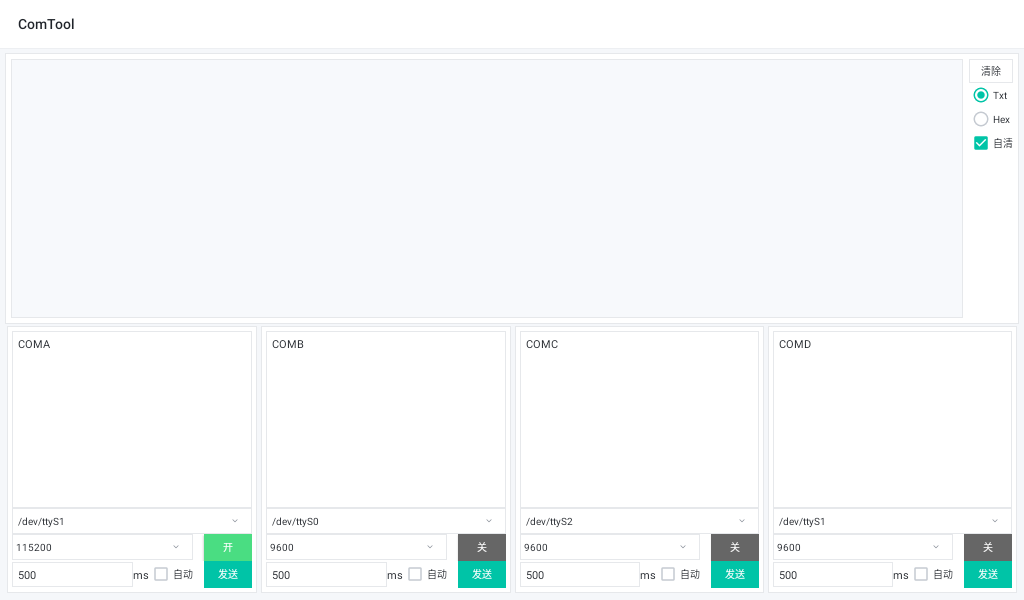 ComTool
清除
Txt
Hex
自清
COMA
COMB
COMC
COMD
/dev/ttyS1
/dev/ttyS0
/dev/ttyS2
/dev/ttyS1
115200 开
9600 关
9600 关
9600 关
500 ms 自动 发送
500 ms 自动 发送
500 ms 自动 发送
500 ms 自动 发送